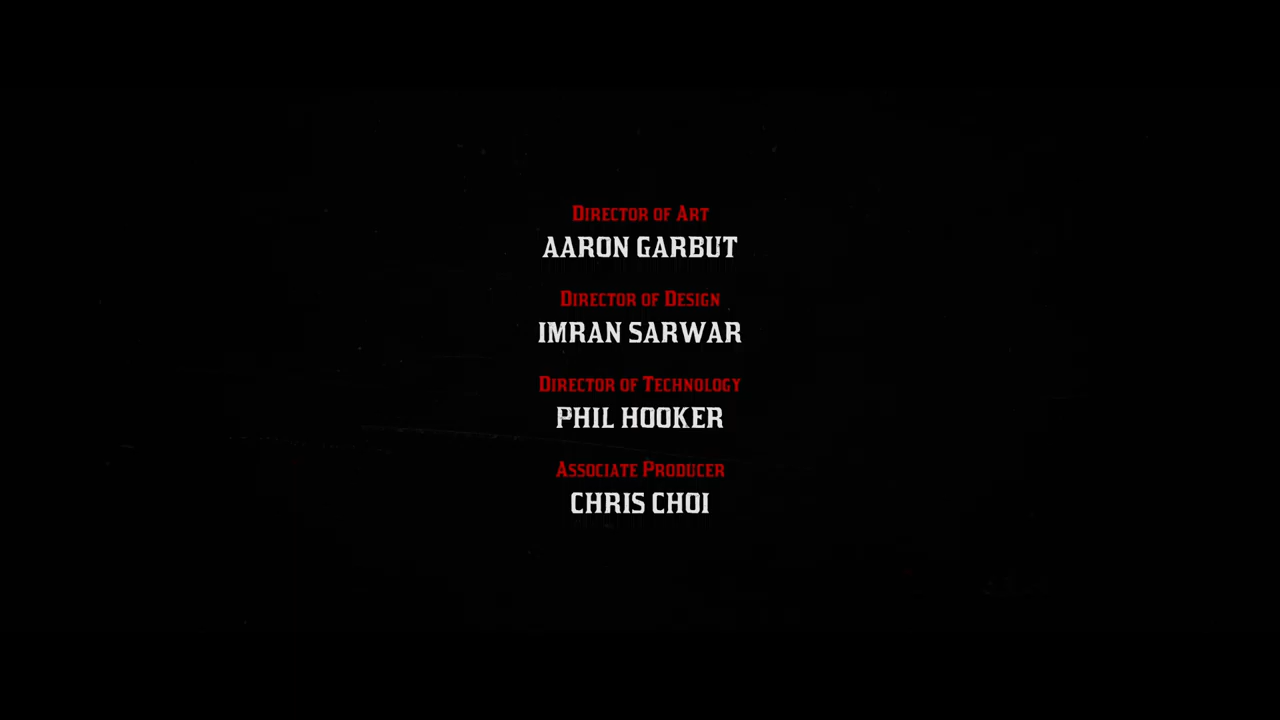 Director of Art
AARON GARBUT
Director of Design
IMRAN SARWAR
Director of Technology
PHIL HOOKER
Associate Producer
CHRIS CHOI